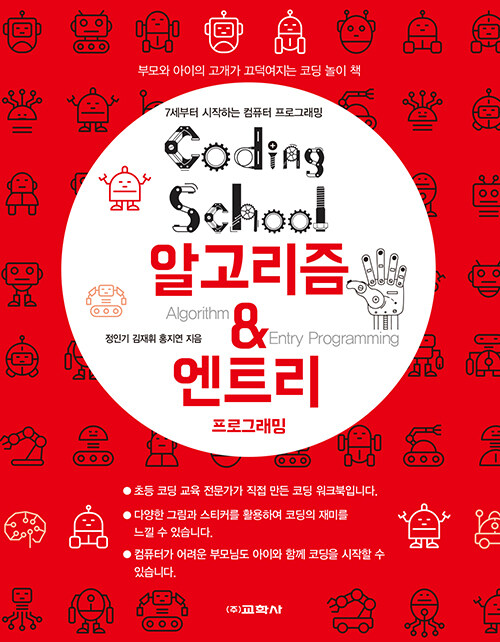 부모와 아이의 고개가 끄덕여지는 코딩 놀이 책
7세부터 시작하는 컴퓨터 프로그래밍
Coding
School
알고리즘
Algorithm
&
Entry Programming
정인기 김재휘 홍지연 지음
엔트리
프로그래밍
● 초등 코딩 교육 전문가가 직접 만든 코딩 워크북입니다.
● 다양한 그림과 스티커를 활용하여 코딩의 재미를
느낄 수 있습니다.
● 컴퓨터가 어려운 부모님도 아이와 함께 코딩을 시작할 수
있습니다.
(주)교학사